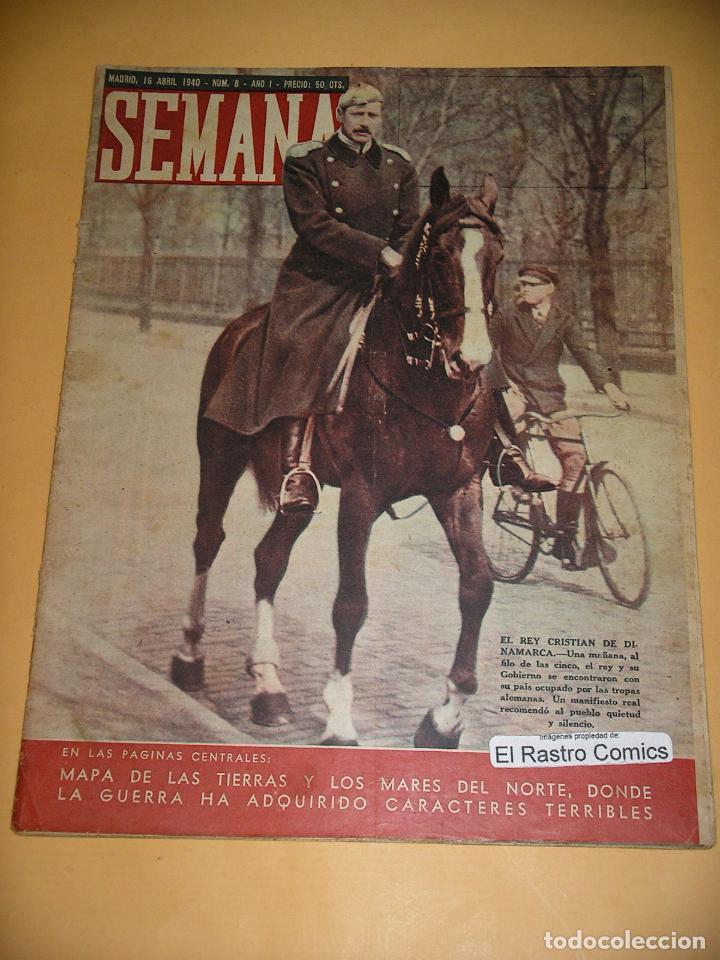 MADRID, 16 ABRIL 1940 - NUM. 8 - AÑO I - PRECIO: 50 CTS.
SEMANA
EL REY CRISTIAN DE DI-
NAMARCA.—Una mañana, al
filo de las cinco, el rey y su
Gobierno se encontraron con
su país ocupado por las tropas
alemanas. Un manifiesto real
recomendó al pueblo quietud
y silencio.
Imágenes propiedad de:
El Rastro Comics
EN LAS PAGINAS CENTRALES:
MAPA DE LAS TIERRAS Y LOS MARES DEL NORTE, DONDE
LA GUERRA HA ADQUIRIDO CARACTERES TERRIBLES
todocoleccion.net